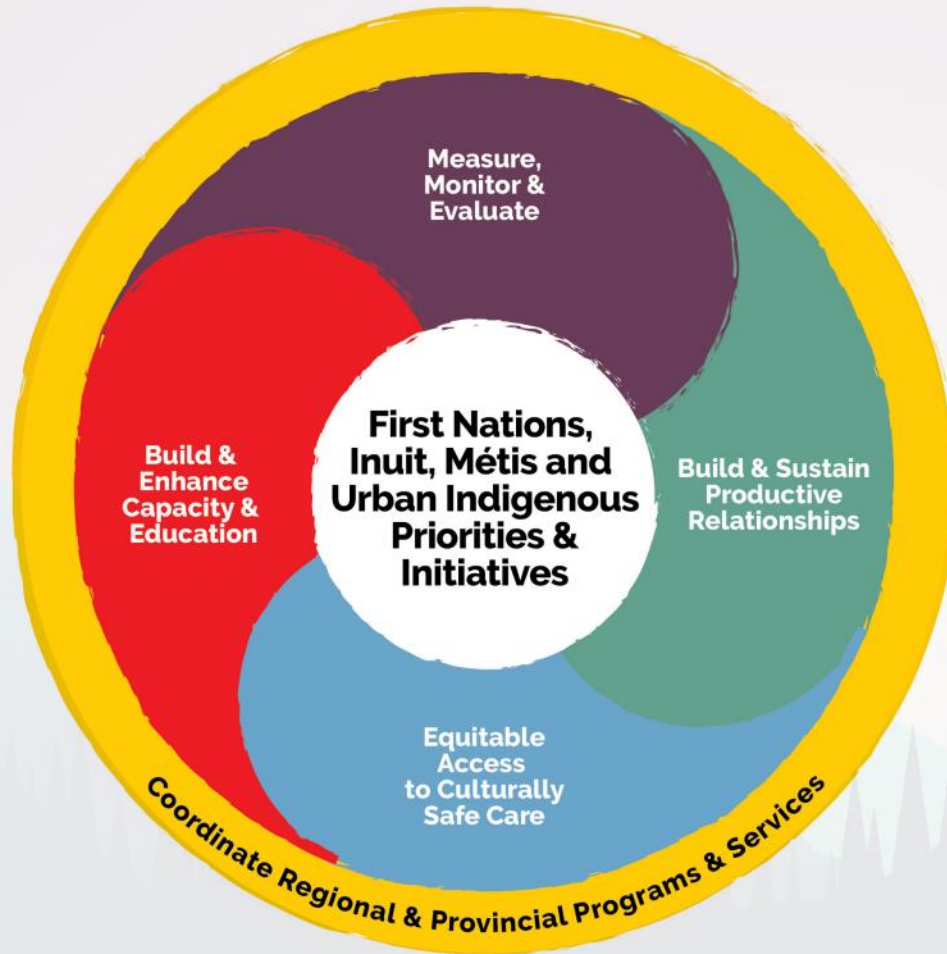 Measure,
Monitor &
Evaluate
Build &
Enhance
Capacity &
Education
First Nations,
Inuit, Métis and
Urban Indigenous
Priorities &
Initiatives
Build & Sustain
Productive
Relationships
Equitable
Access
to Culturally
Safe Care
Coordinate Regional & Provincial Programs & Services